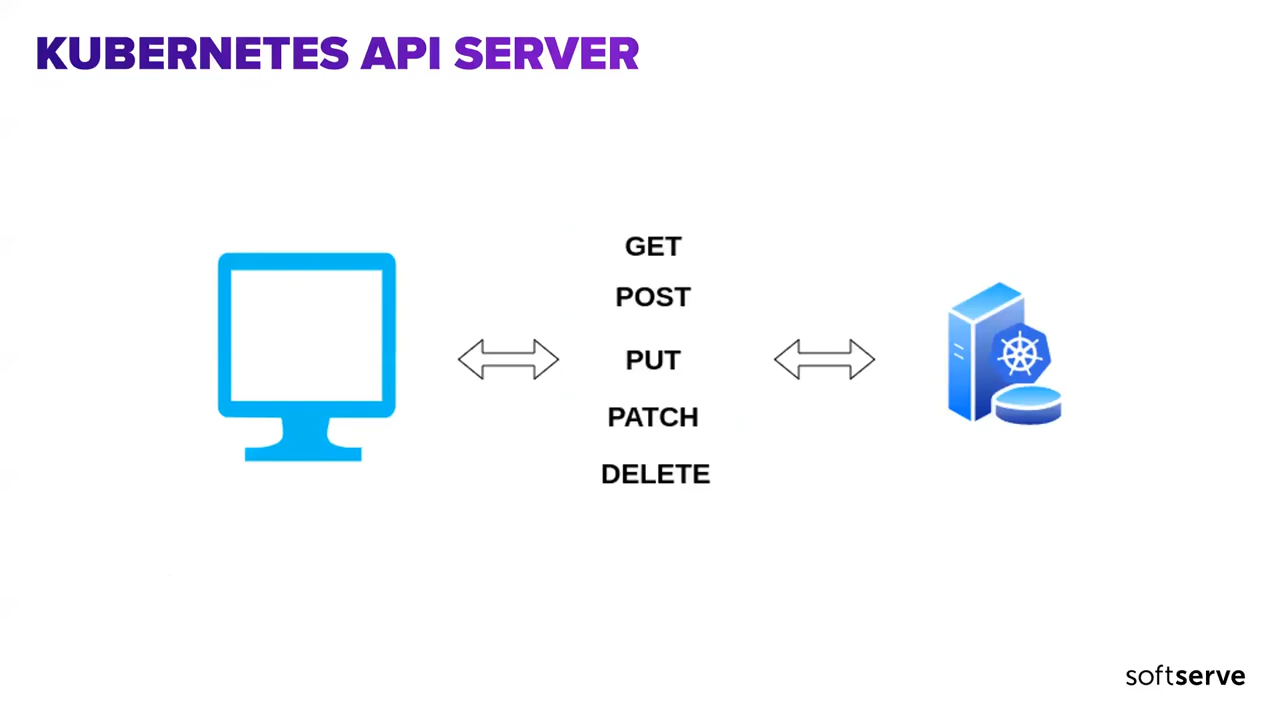 KUBERNETES API SERVER
GET
POST
PUT
PATCH
DELETE
softserve